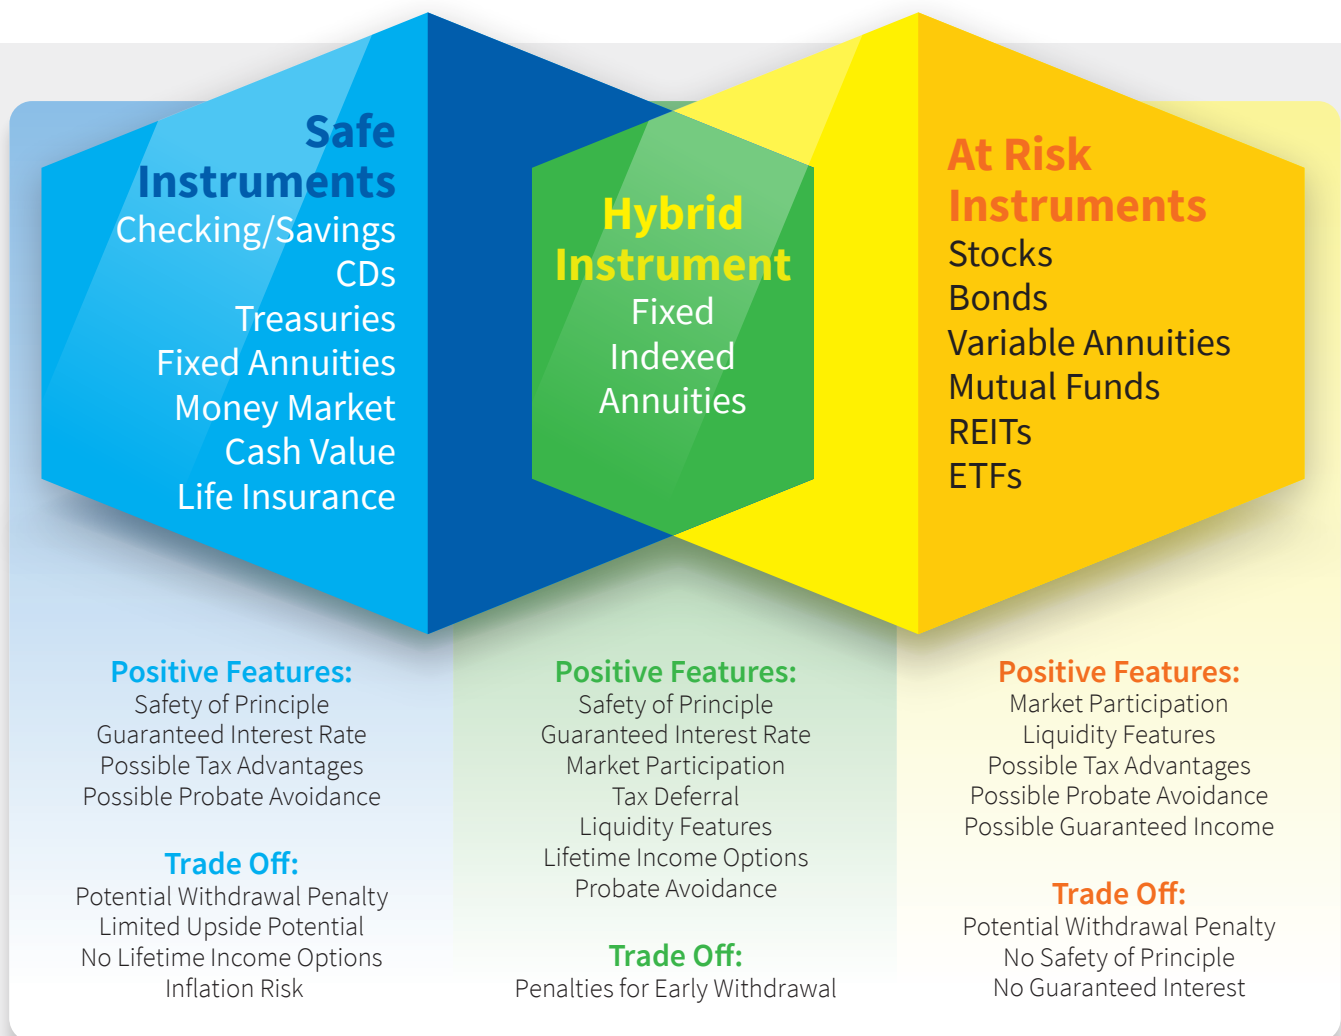 Safe
Instruments
Checking/Savings
CDs
Treasuries
Fixed Annuities
Money Market
Cash Value
Life Insurance
Hybrid
Instrument
Fixed
Indexed
Annuities
At Risk
Instruments
Stocks
Bonds
Variable Annuities
Mutual Funds
REITs
ETFs
Positive Features:
Safety of Principle
Guaranteed Interest Rate
Possible Tax Advantages
Possible Probate Avoidance
Trade Off:
Potential Withdrawal Penalty
Limited Upside Potential
No Lifetime Income Options
Inflation Risk
Positive Features:
Safety of Principle
Guaranteed Interest Rate
Market Participation
Tax Deferral
Liquidity Features
Lifetime Income Options
Probate Avoidance
Trade Off:
Penalties for Early Withdrawal
Positive Features:
Market Participation
Liquidity Features
Possible Tax Advantages
Possible Probate Avoidance
Possible Guaranteed Income
Trade Off:
Potential Withdrawal Penalty
No Safety of Principle
No Guaranteed Interest